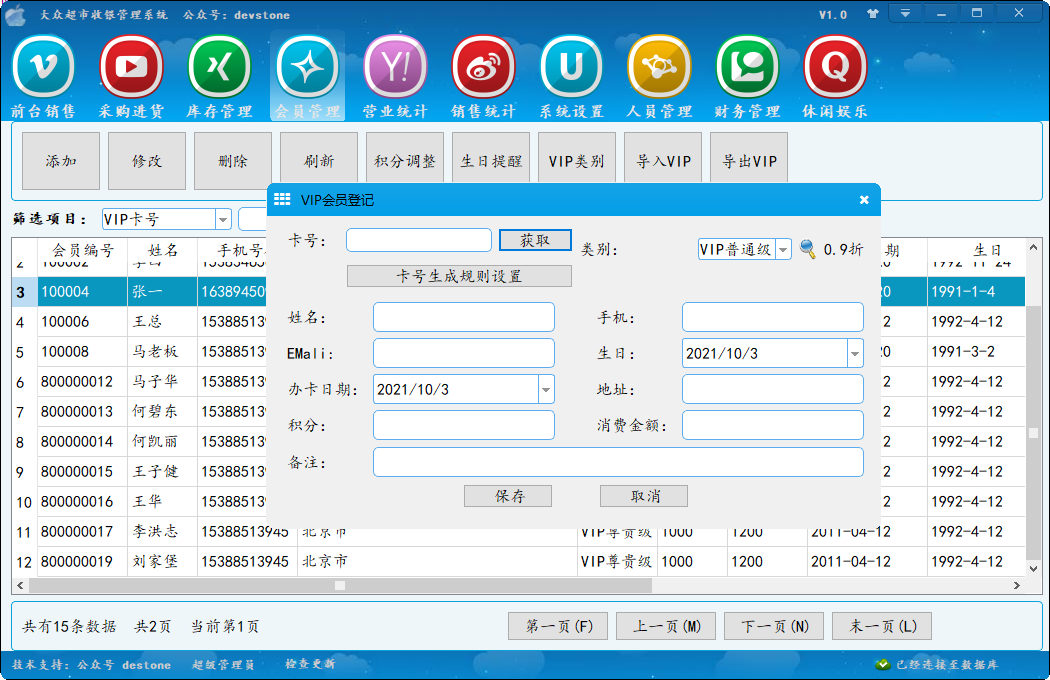 大众超市收银管理系统 公众号：devstone V1.0
前台销售 采购进货 库存管理 会员管理 营业统计 销售统计 系统设置 人员管理 财务管理 休闲娱乐
添加 修改 删除 刷新 积分调整 生日提醒 VIP类别 导入VIP 导出VIP
筛选项目： VIP卡号
VIP会员登记
卡号： 获取 类别： VIP普通级 0.9折
卡号生成规则设置
姓名： 手机：
EMali： 生日： 2021/10/3
办卡日期： 2021/10/3 地址：
积分： 消费金额：
备注：
保存 取消
会员编号 姓名 手机号 期 生日
2 100002 李四 1992-11-24
3 100004 张一 163894509 20 1991-1-4
4 100006 王总 153885139 2 1992-4-12
5 100008 马老板 153885139 20 1991-3-2
6 800000012 马子华 153885139 2 1992-4-12
7 800000013 何碧东 153885139 2 1992-4-12
8 800000014 何凯丽 153885139 2 1992-4-12
9 800000015 王子健 153885139 2 1992-4-12
10 800000016 王华 153885139 2 1992-4-12
11 800000017 李洪志 15388513945 北京市 VIP尊贵级 1000 1200 2011-04-12 1992-4-12
12 800000019 刘家堡 15388513945 北京市 VIP尊贵级 1000 1200 2011-04-12 1992-4-12
共有15条数据 共2页 当前第1页 第一页(F) 上一页(M) 下一页(N) 末一页(L)
技术支持：公众号 destone 超级管理员 检查更新 已经连接至数据库